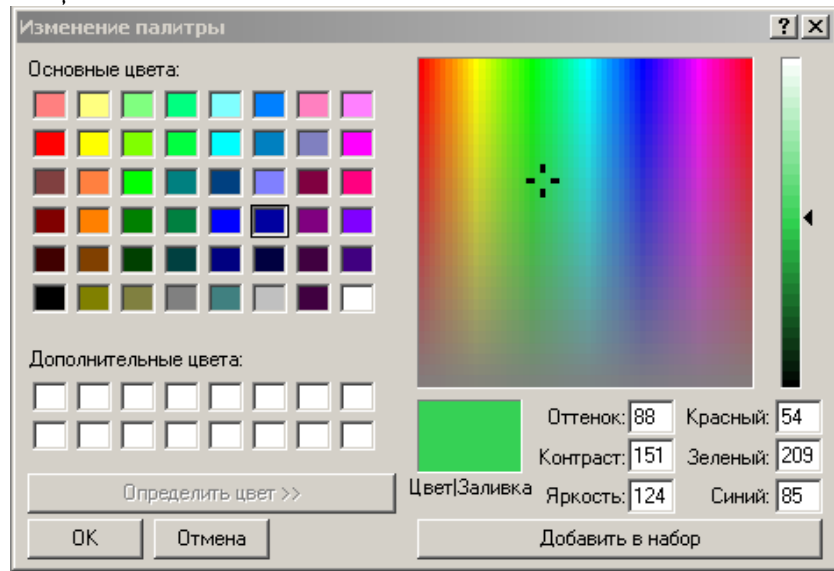 Изменение палитры
Основные цвета:
Дополнительные цвета:
Определить цвет >>
OK Отмена
Оттенок: 88 Красный: 54
Контраст: 151 Зеленый: 209
Цвет|Заливка Яркость: 124 Синий: 85
Добавить в набор